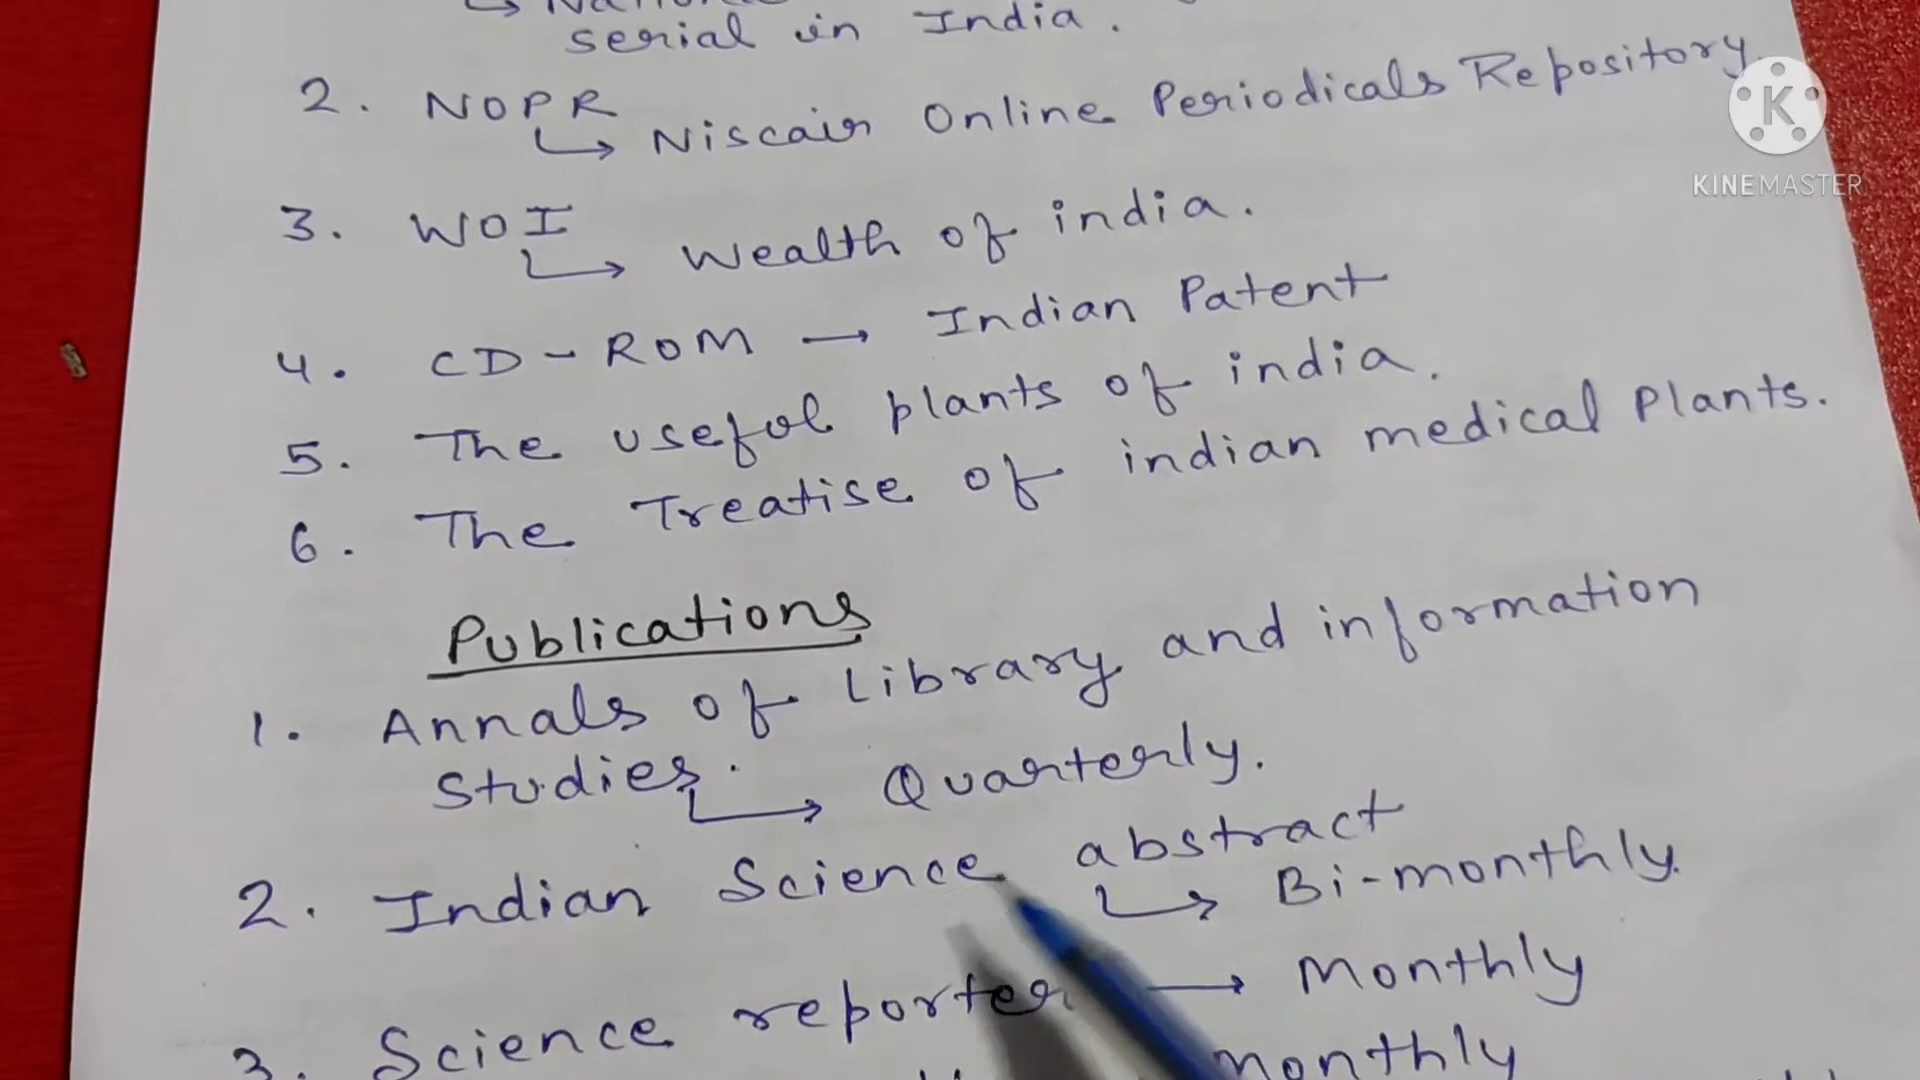 serial in India.
2. NOPR
↳ Niscair Online Periodicals Repository.
3. WOI
↳ Wealth of india.
4. CD-ROM → Indian Patent
5. The useful plants of india.
6. The Treatise of indian medical Plants.
Publications
1. Annals of Library and information
Studies. ↳ Quarterly.
2. Indian Science abstract
↳ Bi-monthly.
3. Science reporter → Monthly
monthly
K
KINEMASTER